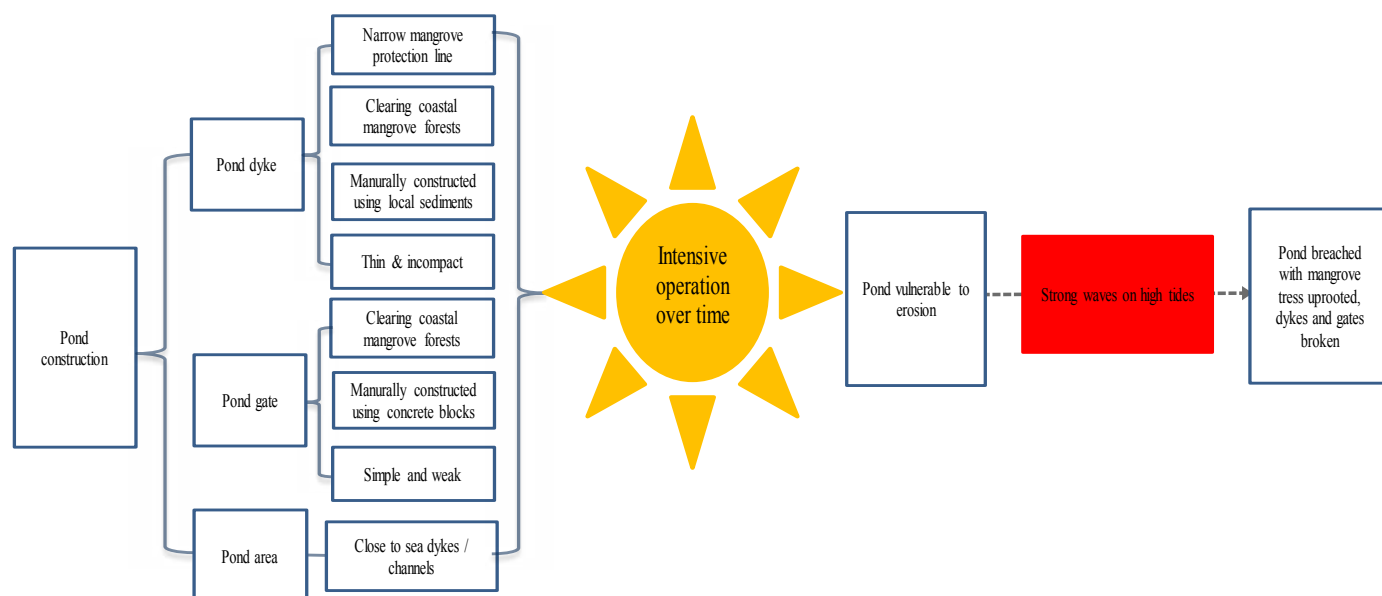 Pond
construction
Pond dyke
Narrow mangrove
protection line
Clearing coastal
mangrove forests
Manurally constructed
using local sediments
Thin & incompact
Pond gate
Clearing coastal
mangrove forests
Manurally constructed
using concrete blocks
Simple and weak
Pond area
Close to sea dykes /
channels
Intensive
operation
over time
Pond vulnerable to
erosion
Strong waves on high tides
Pond breached
with mangrove
tress uprooted,
dykes and gates
broken